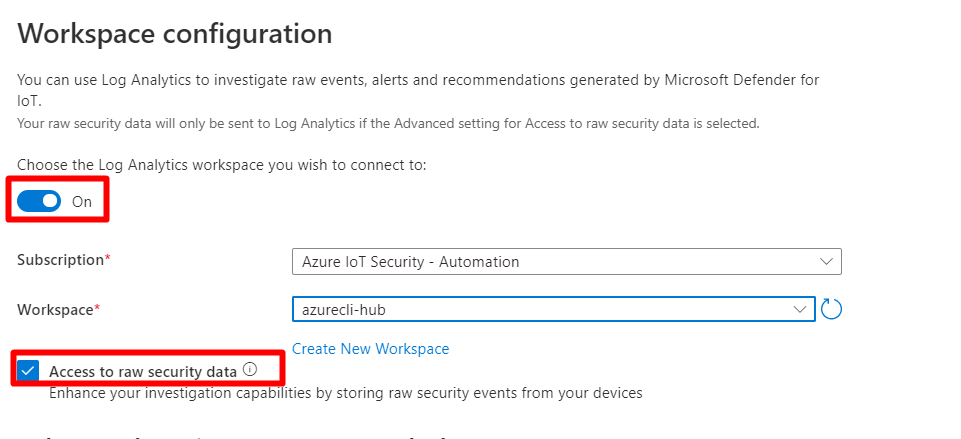 Workspace configuration
You can use Log Analytics to investigate raw events, alerts and recommendations generated by Microsoft Defender for
IoT.
Your raw security data will only be sent to Log Analytics if the Advanced setting for Access to raw security data is selected.
Choose the Log Analytics workspace you wish to connect to:
On
Subscription* Azure IoT Security - Automation
Workspace* azurecli-hub
Create New Workspace
Access to raw security data
Enhance your investigation capabilities by storing raw security events from your devices